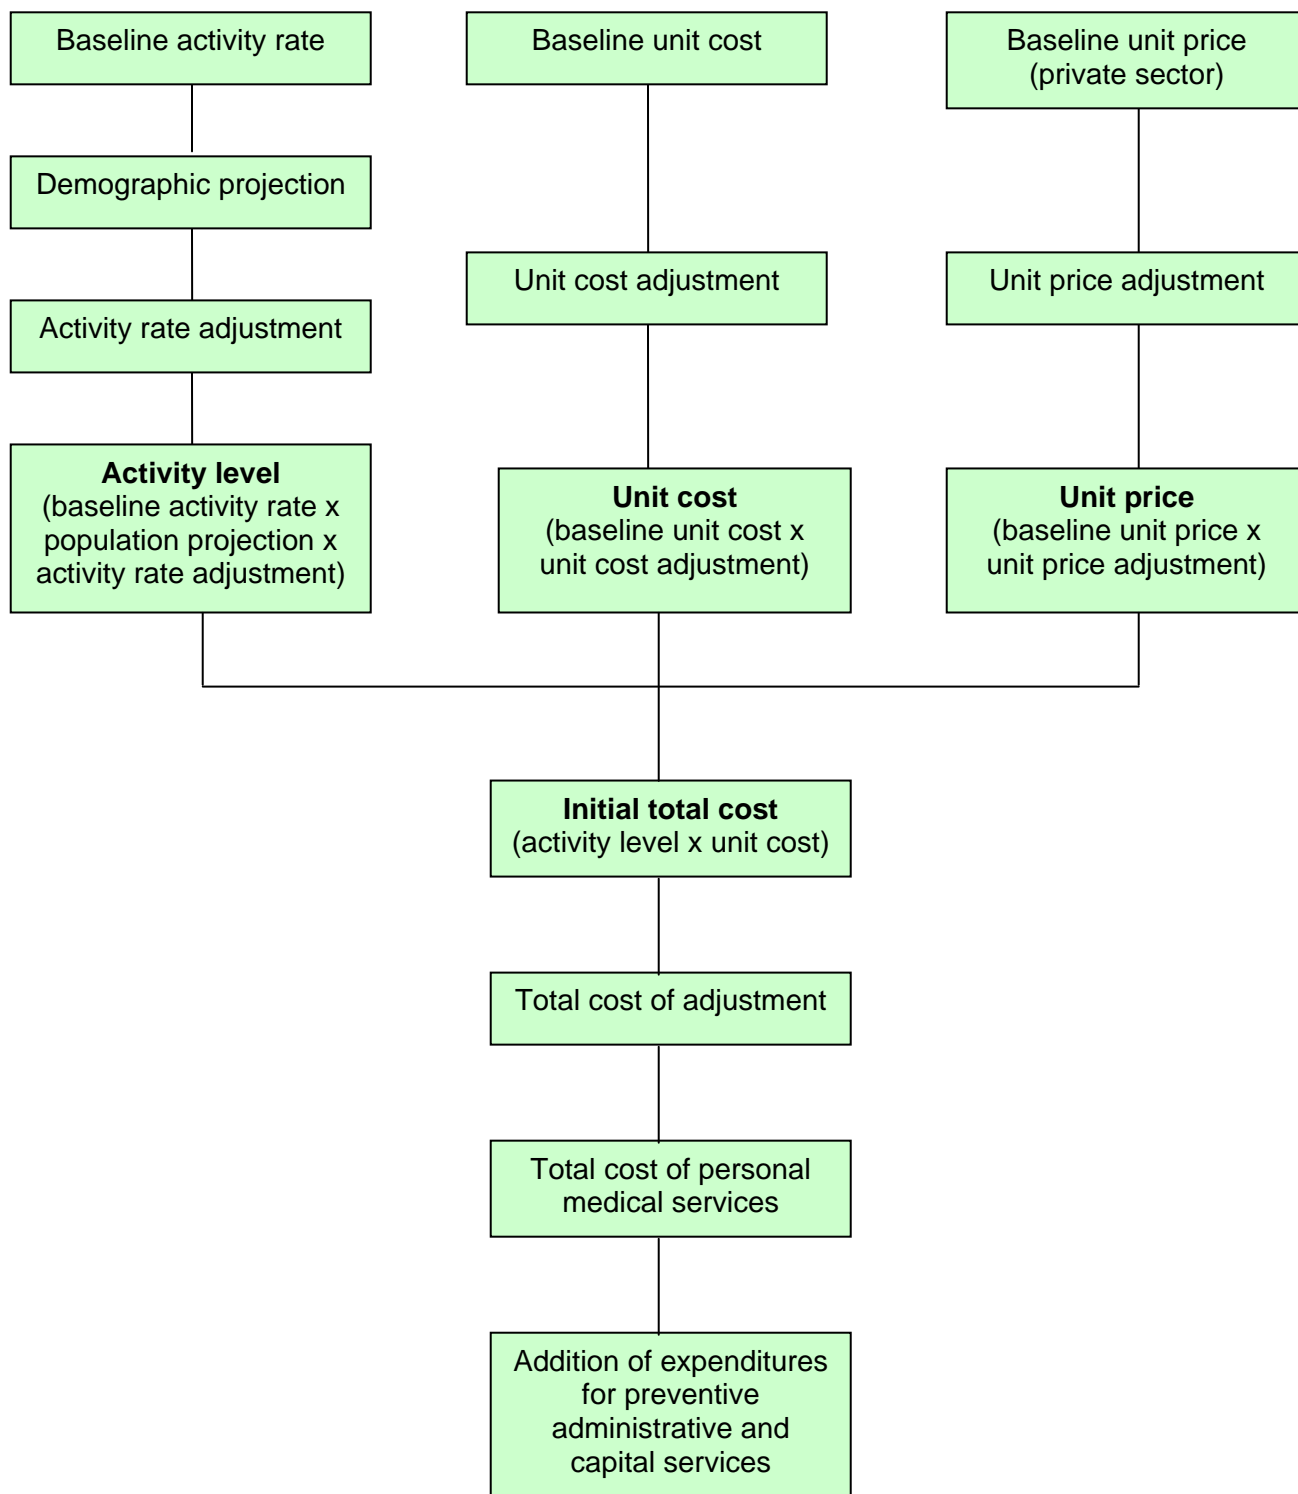 Baseline activity rate
Baseline unit cost
Baseline unit price
(private sector)
Demographic projection
Unit cost adjustment
Unit price adjustment
Activity rate adjustment
Activity level
(baseline activity rate x
population projection x
activity rate adjustment)
Unit cost
(baseline unit cost x
unit cost adjustment)
Unit price
(baseline unit price x
unit price adjustment)
Initial total cost
(activity level x unit cost)
Total cost of adjustment
Total cost of personal
medical services
Addition of expenditures
for preventive
administrative and
capital services